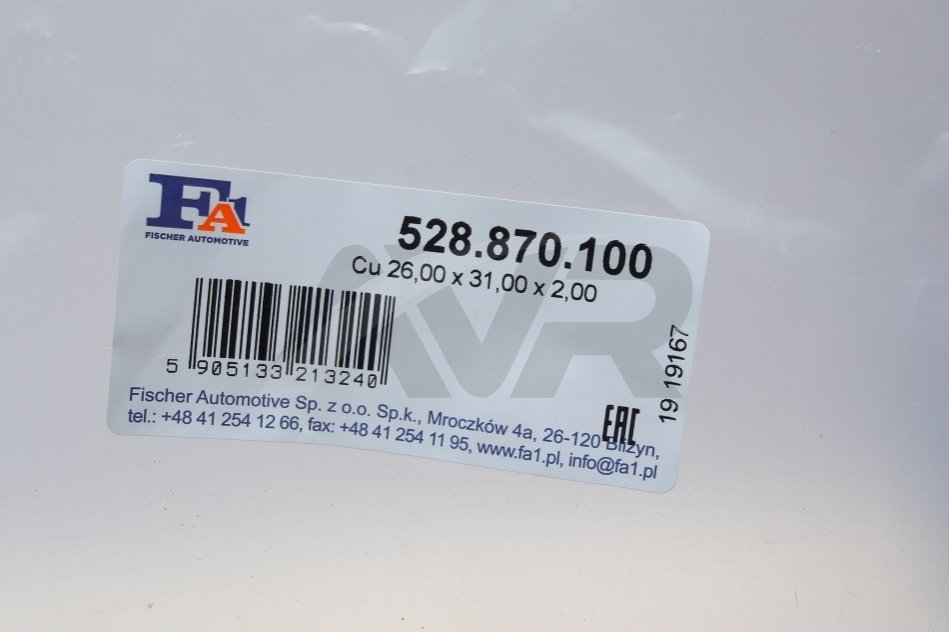 FA1
FISCHER AUTOMOTIVE
528.870.100
Cu 26,00 x 31,00 x 2,00
5 905133 213240
19 19167
EAC
Fischer Automotive Sp. z o.o. Sp.k., Mroczków 4a, 26-120 Bliżyn,
tel.: +48 41 254 12 66, fax: +48 41 254 11 95, www.fa1.pl, info@fa1.pl
AVR